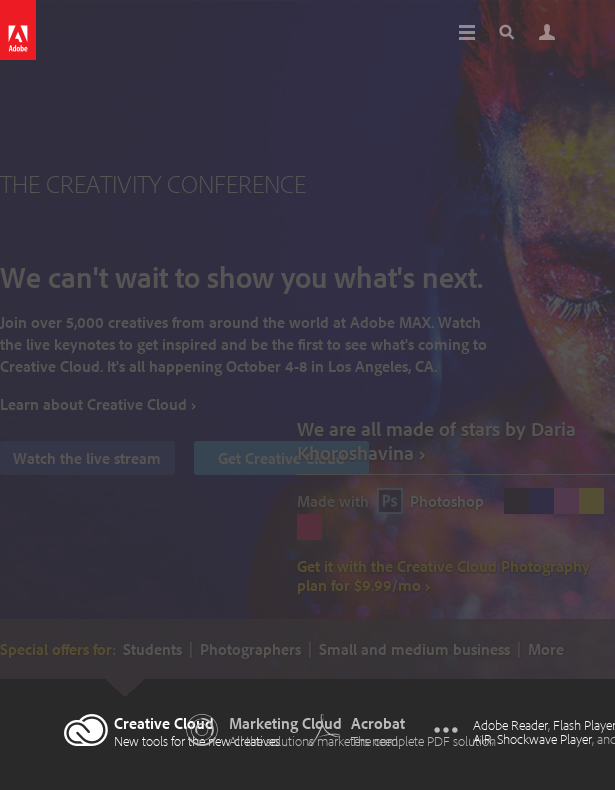 Adobe
THE CREATIVITY CONFERENCE
We can't wait to show you what's next.
Join over 5,000 creatives from around the world at Adobe MAX. Watch
the live keynotes to get inspired and be the first to see what's coming to
Creative Cloud. It's all happening October 4-8 in Los Angeles, CA.
Learn about Creative Cloud ›
Watch the live stream
Get Creative Cloud
We are all made of stars by Daria
Khoroshavina ›
Made with Ps Photoshop
Get it with the Creative Cloud Photography
plan for $9.99/mo ›
Special offers for: Students | Photographers | Small and medium business | More
Creative Cloud
New tools for the new creatives
Marketing Cloud
All the solutions marketers need
Acrobat
The complete PDF solution
Adobe Reader, Flash Player
AIR, Shockwave Player, and